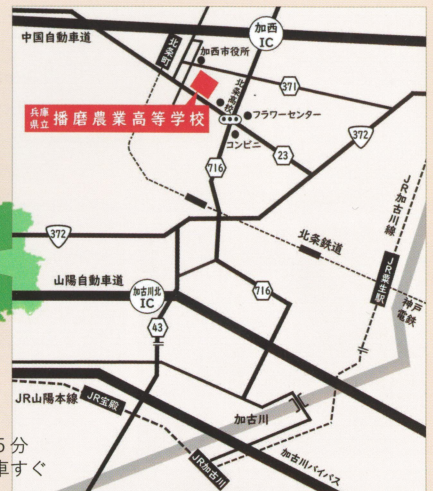 中国自動車道
北条町
加西市役所
加西
IC
371
北条高校
兵庫
県立 播磨農業高等学校
フラワーセンター
コンビニ
23
372
716
JR加古川線
372
北条鉄道
山陽自動車道
加古川北
IC
716
JR粟生駅
神戸
電鉄
43
JR山陽本線
JR宝殿
加古川
JR加古川
加古川バイパス
5分
車すぐ